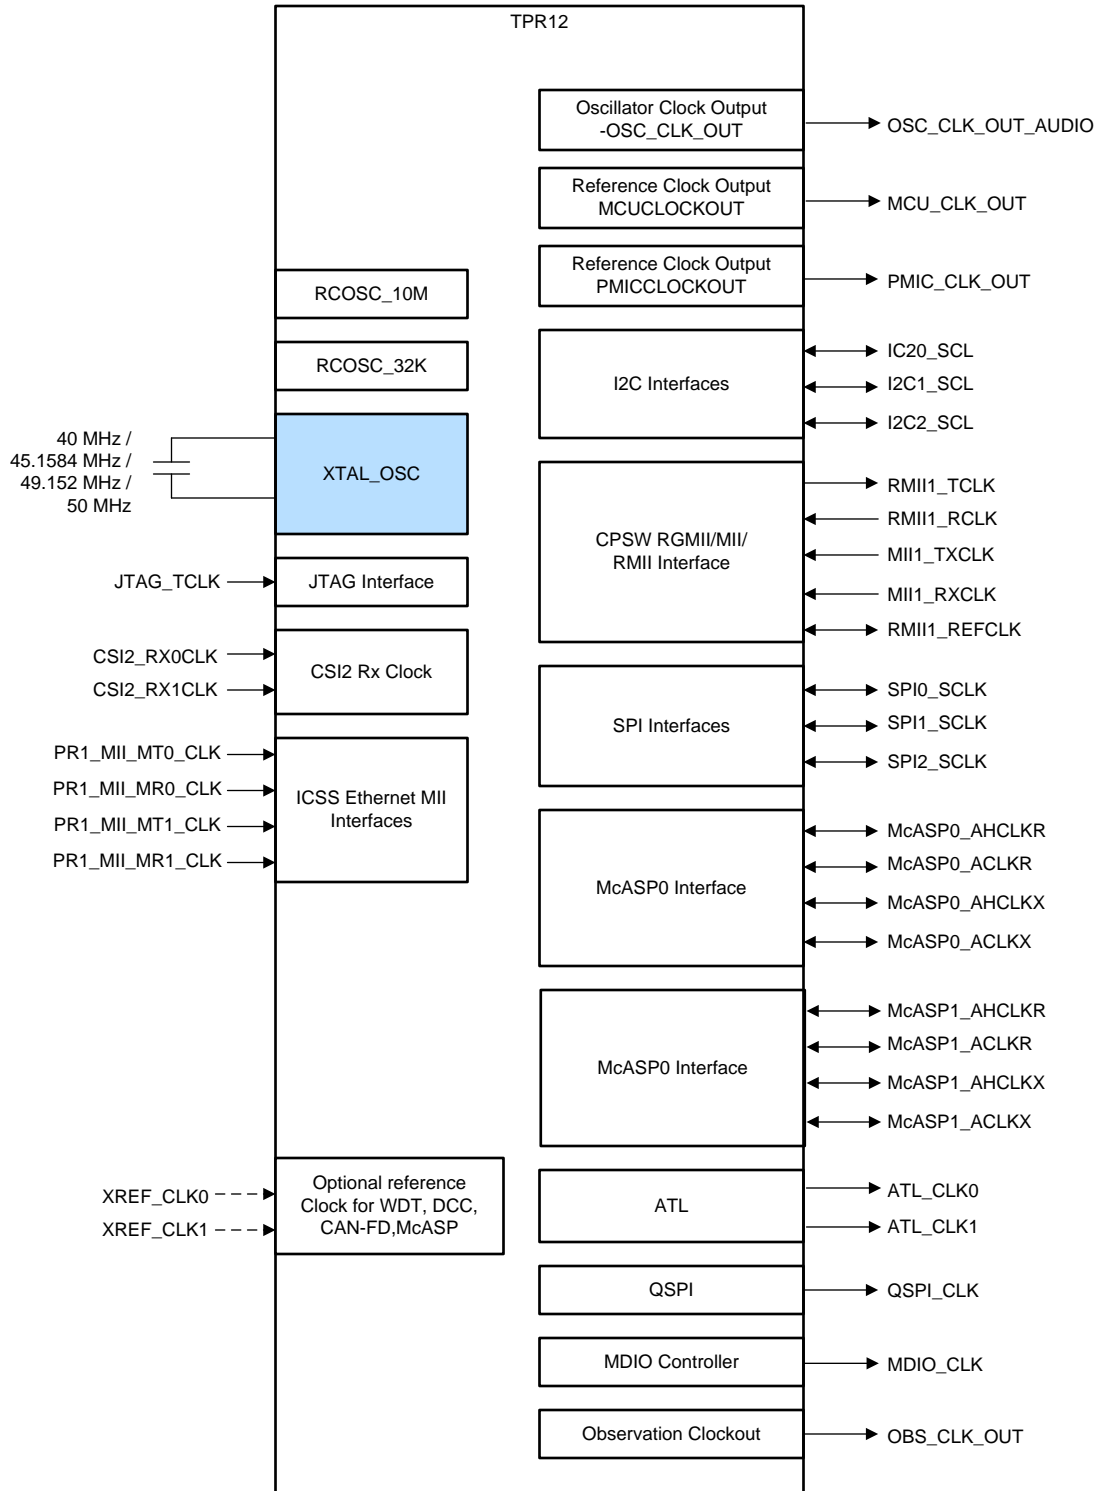 TPR12
Oscillator Clock Output
-OSC_CLK_OUT
OSC_CLK_OUT_AUDIO
Reference Clock Output
MCUCLOCKOUT
MCU_CLK_OUT
Reference Clock Output
PMICCLOCKOUT
PMIC_CLK_OUT
RCOSC_10M
RCOSC_32K
I2C Interfaces
IC20_SCL
I2C1_SCL
I2C2_SCL
40 MHz /
45.1584 MHz /
49.152 MHz /
50 MHz
XTAL_OSC
CPSW RGMII/MII/
RMII Interface
RMII1_TCLK
RMII1_RCLK
MII1_TXCLK
MII1_RXCLK
RMII1_REFCLK
JTAG_TCLK
JTAG Interface
CSI2_RX0CLK
CSI2_RX1CLK
CSI2 Rx Clock
SPI Interfaces
SPI0_SCLK
SPI1_SCLK
SPI2_SCLK
PR1_MII_MT0_CLK
PR1_MII_MR0_CLK
PR1_MII_MT1_CLK
PR1_MII_MR1_CLK
ICSS Ethernet MII
Interfaces
McASP0 Interface
McASP0_AHCLKR
McASP0_ACLKR
McASP0_AHCLKX
McASP0_ACLKX
McASP0 Interface
McASP1_AHCLKR
McASP1_ACLKR
McASP1_AHCLKX
McASP1_ACLKX
XREF_CLK0
XREF_CLK1
Optional reference
Clock for WDT, DCC,
CAN-FD,McASP
ATL
ATL_CLK0
ATL_CLK1
QSPI
QSPI_CLK
MDIO Controller
MDIO_CLK
Observation Clockout
OBS_CLK_OUT